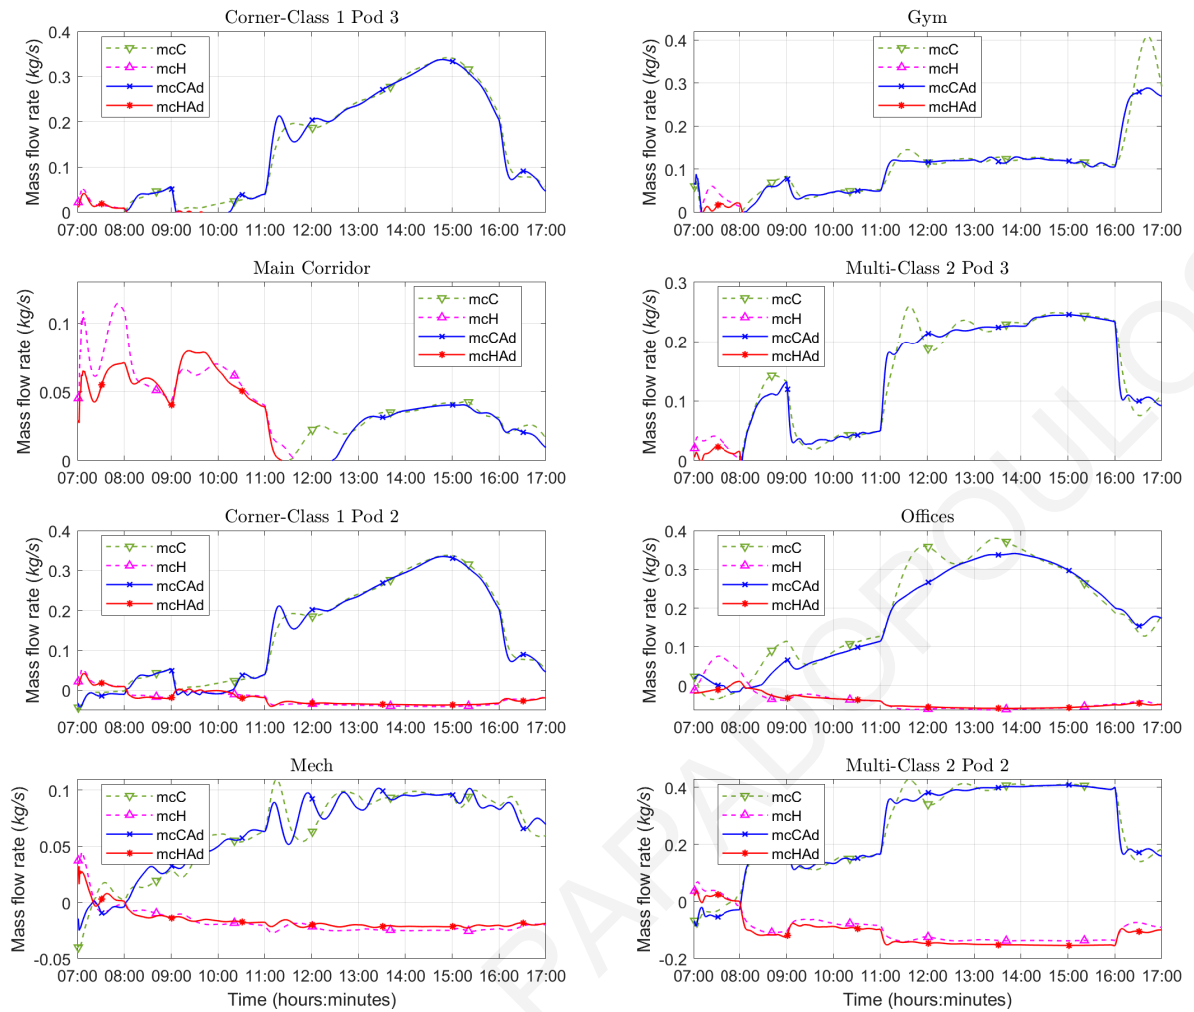 Corner-Class 1 Pod 3
Mass flow rate (kg/s)
0.4
0.3
0.2
0.1
0
mcC
mcH
mcCAd
mcHAd
07:00 08:00 09:00 10:00 11:00 12:00 13:00 14:00 15:00 16:00 17:00
Gym
Mass flow rate (kg/s)
0.4
0.3
0.2
0.1
0
mcC
mcH
mcCAd
mcHAd
07:00 08:00 09:00 10:00 11:00 12:00 13:00 14:00 15:00 16:00 17:00
Main Corridor
Mass flow rate (kg/s)
0.1
0.05
0
mcC
mcH
mcCAd
mcHAd
07:00 08:00 09:00 10:00 11:00 12:00 13:00 14:00 15:00 16:00 17:00
Multi-Class 2 Pod 3
Mass flow rate (kg/s)
0.3
0.2
0.1
0
mcC
mcH
mcCAd
mcHAd
07:00 08:00 09:00 10:00 11:00 12:00 13:00 14:00 15:00 16:00 17:00
Corner-Class 1 Pod 2
Mass flow rate (kg/s)
0.4
0.3
0.2
0.1
0
mcC
mcH
mcCAd
mcHAd
07:00 08:00 09:00 10:00 11:00 12:00 13:00 14:00 15:00 16:00 17:00
Offices
Mass flow rate (kg/s)
0.4
0.3
0.2
0.1
0
mcC
mcH
mcCAd
mcHAd
07:00 08:00 09:00 10:00 11:00 12:00 13:00 14:00 15:00 16:00 17:00
Mech
Mass flow rate (kg/s)
0.1
0.05
0
-0.05
mcC
mcH
mcCAd
mcHAd
07:00 08:00 09:00 10:00 11:00 12:00 13:00 14:00 15:00 16:00 17:00
Time (hours:minutes)
Multi-Class 2 Pod 2
Mass flow rate (kg/s)
0.4
0.2
0
-0.2
mcC
mcH
mcCAd
mcHAd
07:00 08:00 09:00 10:00 11:00 12:00 13:00 14:00 15:00 16:00 17:00
Time (hours:minutes)
PAPADOPOULOS